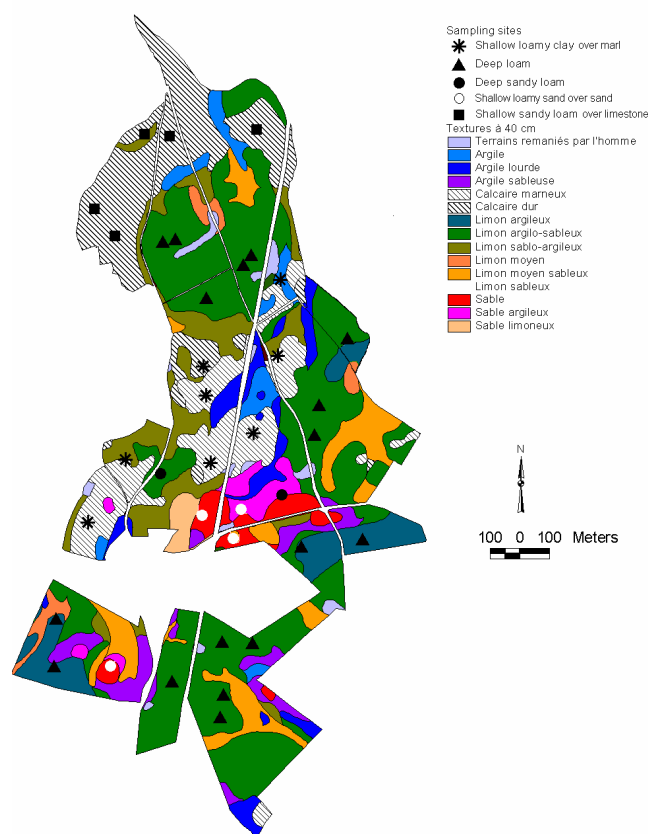 Sampling sites
Shallow loamy clay over marl
Deep loam
Deep sandy loam
Shallow loamy sand over sand
Shallow sandy loam over limestone
Textures à 40 cm
Terrains remaniés par l'homme
Argile
Argile lourde
Argile sableuse
Calcaire marneux
Calcaire dur
Limon argileux
Limon argilo-sableux
Limon sablo-argileux
Limon moyen
Limon moyen sableux
Limon sableux
Sable
Sable argileux
Sable limoneux
N
100 0 100 Meters